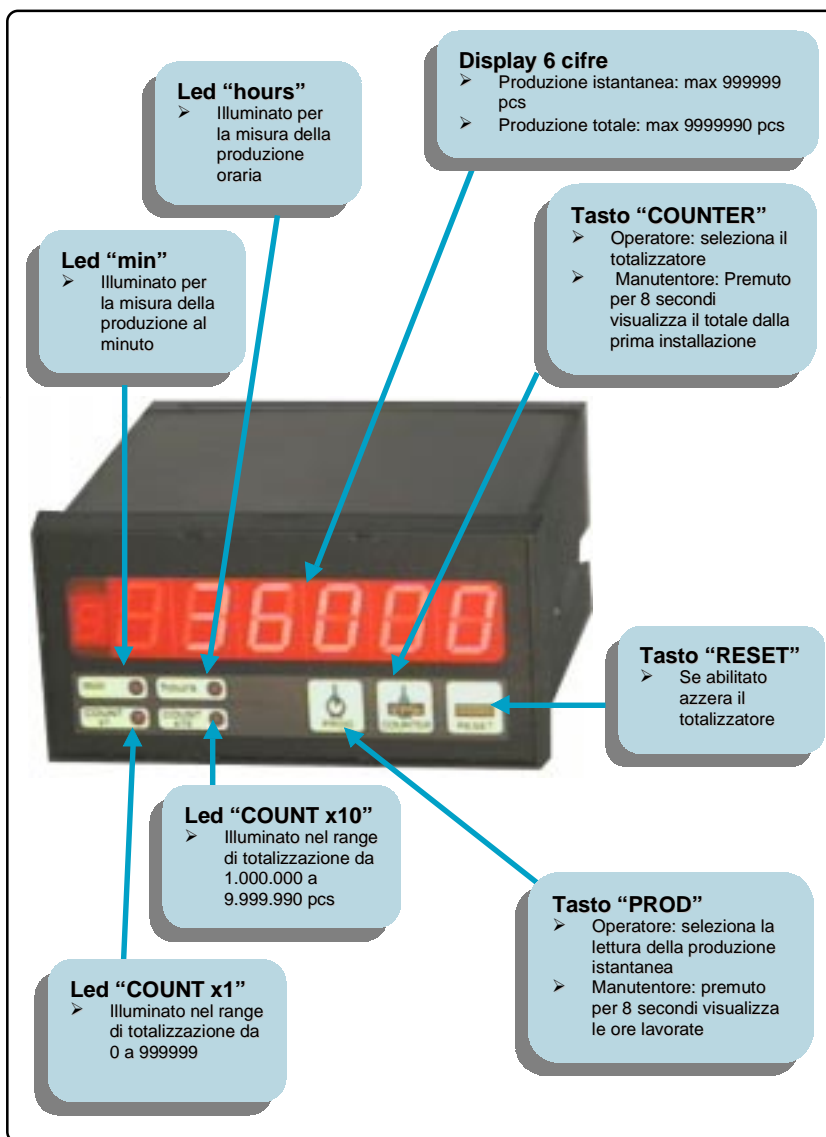 Led “hours”
➢ Illuminato per
la misura della
produzione
oraria
Display 6 cifre
➢ Produzione istantanea: max 999999
pcs
➢ Produzione totale: max 9999990 pcs
Led “min”
➢ Illuminato per
la misura della
produzione al
minuto
Tasto “COUNTER”
➢ Operatore: seleziona il
totalizzatore
➢ Manutentore: Premuto
per 8 secondi
visualizza il totale dalla
prima installazione
36000
min
hours
COUNT
x1
COUNT
x10
PROD
COUNTER
RESET
Tasto “RESET”
➢ Se abilitato
azzera il
totalizzatore
Led “COUNT x10”
➢ Illuminato nel range
di totalizzazione da
1.000.000 a
9.999.990 pcs
Tasto “PROD”
➢ Operatore: seleziona la
lettura della produzione
istantanea
➢ Manutentore: premuto
per 8 secondi visualizza
le ore lavorate
Led “COUNT x1”
➢ Illuminato nel range
di totalizzazione da
0 a 999999